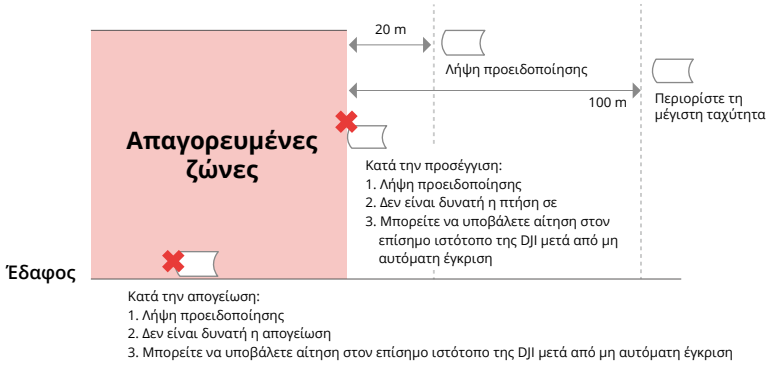 20 m
Λήψη προειδοποίησης
100 m
Περιορίστε τη
μέγιστη ταχύτητα
Απαγορευμένες
ζώνες
Κατά την προσέγγιση:
1. Λήψη προειδοποίησης
2. Δεν είναι δυνατή η πτήση σε
3. Μπορείτε να υποβάλετε αίτηση στον
επίσημο ιστότοπο της DJI μετά από μη
αυτόματη έγκριση
Έδαφος
Κατά την απογείωση:
1. Λήψη προειδοποίησης
2. Δεν είναι δυνατή η απογείωση
3. Μπορείτε να υποβάλετε αίτηση στον επίσημο ιστότοπο της DJI μετά από μη αυτόματη έγκριση